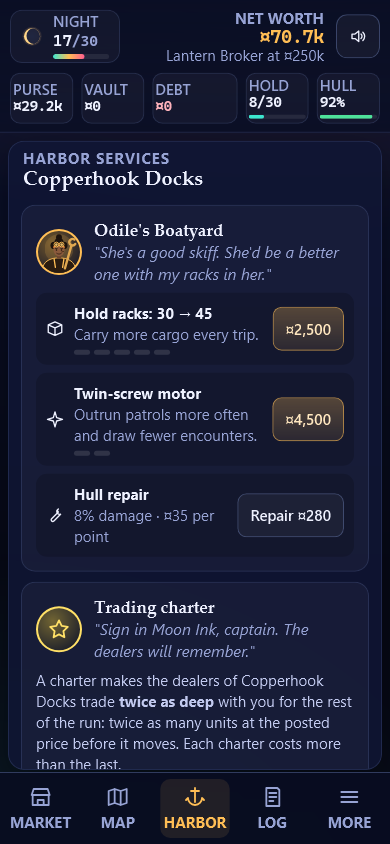 NIGHT
17/30
NET WORTH
¤70.7k
Lantern Broker at ¤250k
PURSE
¤29.2k
VAULT
¤0
DEBT
¤0
HOLD
8/30
HULL
92%
HARBOR SERVICES
Copperhook Docks
Odile's Boatyard
"She's a good skiff. She'd be a better
one with my racks in her."
Hold racks: 30 → 45
Carry more cargo every trip.
¤2,500
Twin-screw motor
Outrun patrols more often
and draw fewer encounters.
¤4,500
Hull repair
8% damage · ¤35 per
point
Repair ¤280
Trading charter
"Sign in Moon Ink, captain. The
dealers will remember."
A charter makes the dealers of Copperhook
Docks trade twice as deep with you for the rest
of the run: twice as many units at the posted
price before it moves. Each charter costs more
than the last.
MARKET
MAP
HARBOR
LOG
MORE